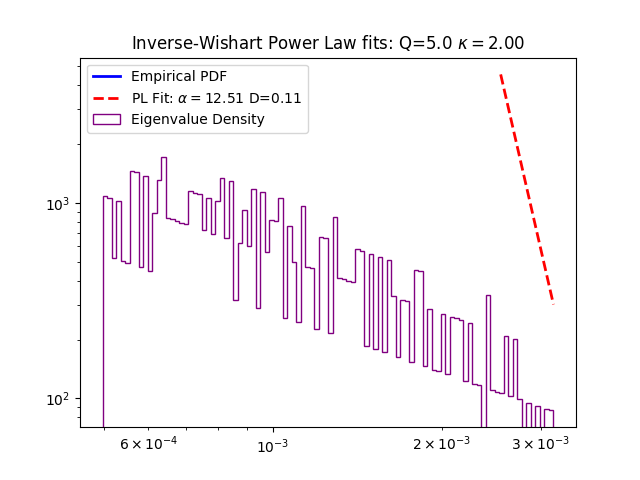 Inverse-Wishart Power Law fits: Q=5.0 κ = 2.00
Empirical PDF
PL Fit: α = 12.51 D=0.11
Eigenvalue Density
10³
10²
6 × 10⁻⁴
10⁻³
2 × 10⁻³
3 × 10⁻³